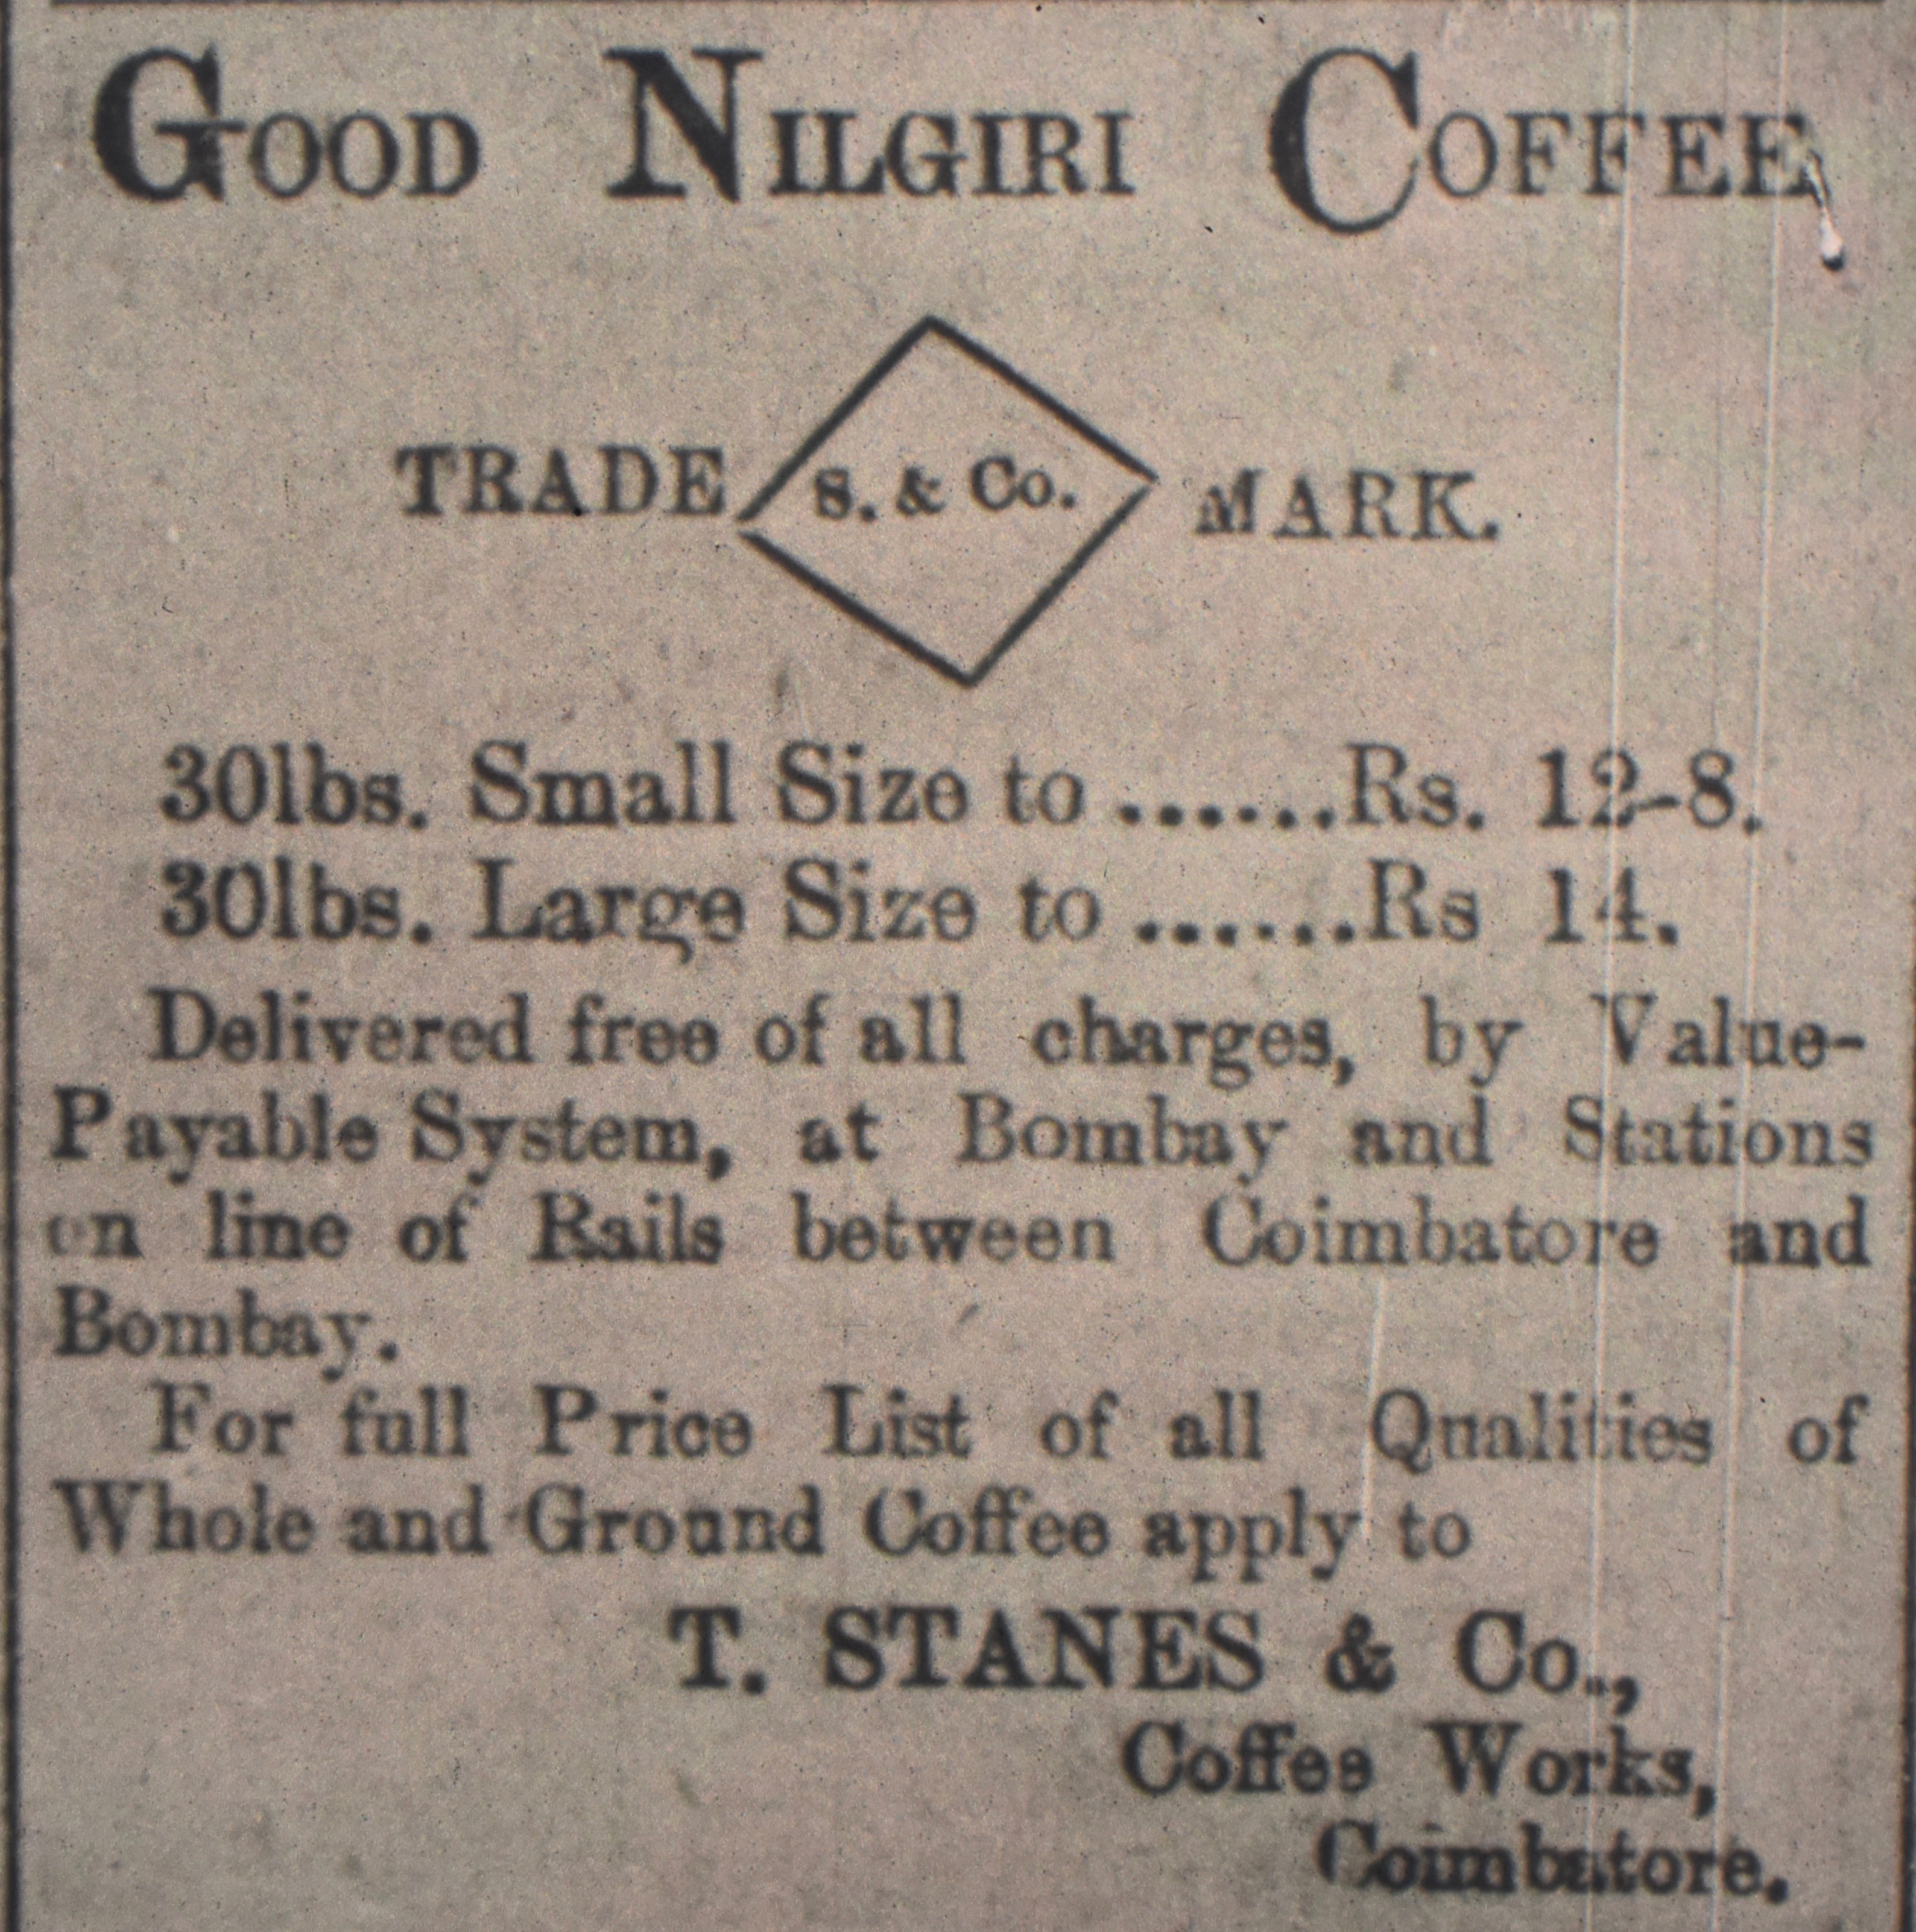 GOOD NILGIRI COFFEE
TRADE S. & Co. MARK.
30lbs. Small Size to ......Rs. 12-8.
30lbs. Large Size to ......Rs 14.
Delivered free of all charges, by Value-
Payable System, at Bombay and Stations
on line of Rails between Coimbatore and
Bombay.
For full Price List of all Qualities of
Whole and Ground Coffee apply to
T. STANES & Co.,
Coffee Works,
Coimbatore.